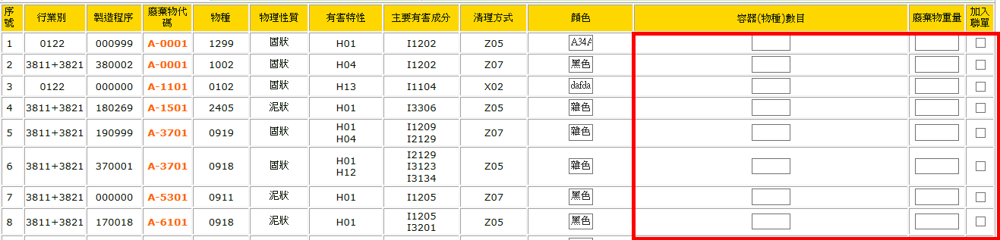 序號 行業別 製造程序 廢棄物代碼 物種 物理性質 有害特性 主要有害成分 清理方式 顏色 容器(物種)數目 廢棄物重量 加入聯單
1 0122 000999 A-0001 1299 固狀 H01 I1202 Z05 A34A
2 3811+3821 380002 A-0001 1002 固狀 H04 I1202 Z07 黑色
3 0122 000000 A-1101 0102 固狀 H13 I1104 X02 dafda
4 3811+3821 180269 A-1501 2405 泥狀 H01 I3306 Z05 雜色
5 3811+3821 190999 A-3701 0919 固狀 H01 H04 I1209 I2129 Z07 雜色
6 3811+3821 370001 A-3701 0918 固狀 H01 H12 I2129 I3123 I3134 Z05 雜色
7 3811+3821 000000 A-5301 0911 泥狀 H01 I1205 Z07 黑色
8 3811+3821 170018 A-6101 0918 泥狀 H01 I1205 I3201 Z05 黑色